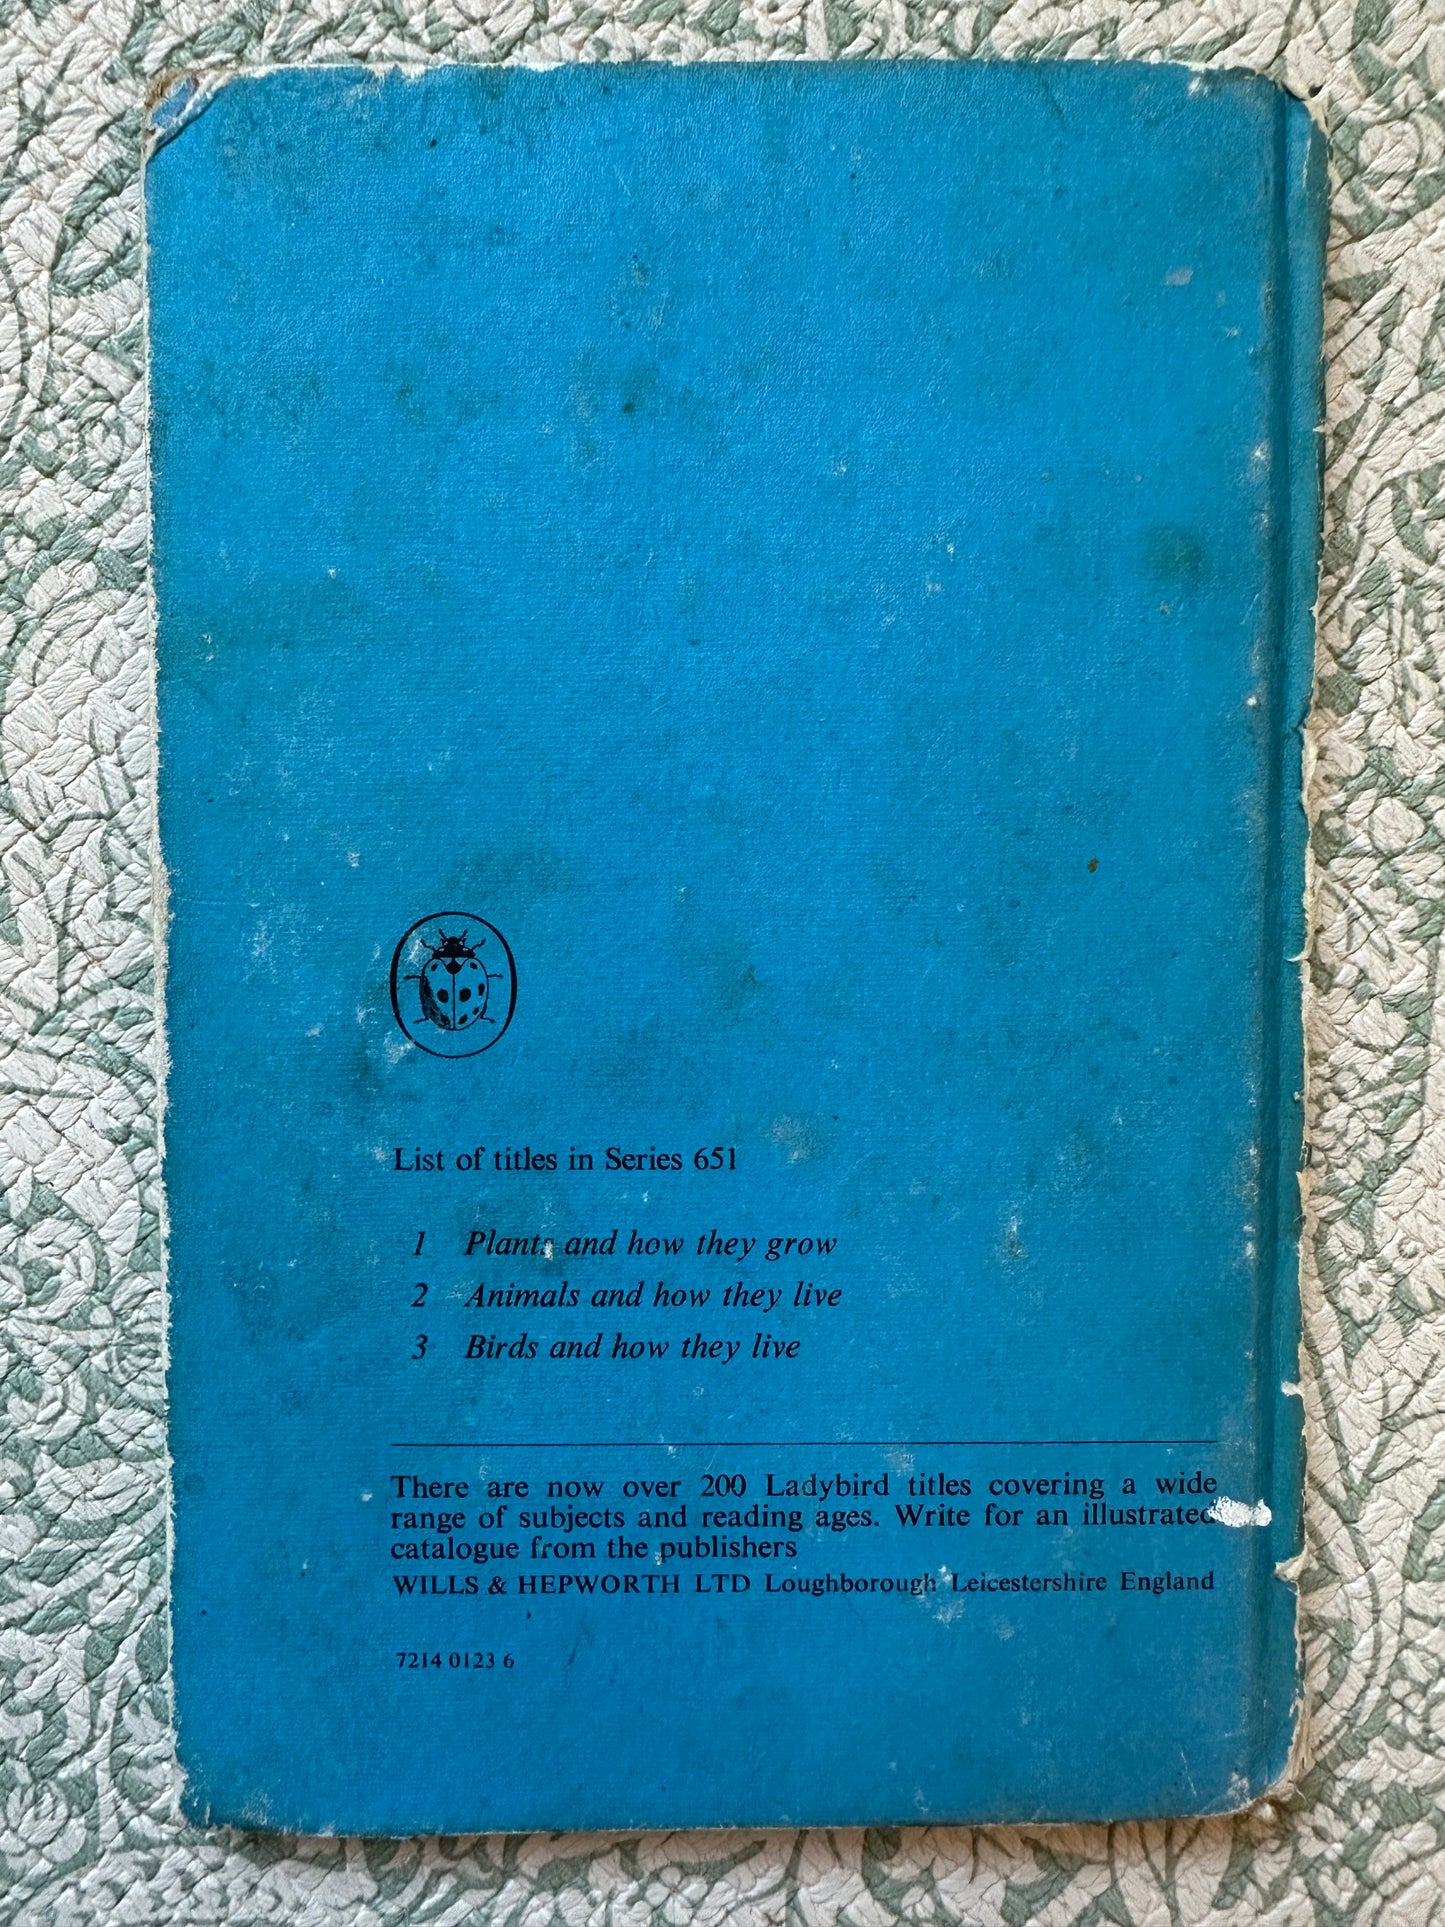 List of titles in Series 651
1 Plants and how they grow
2 Animals and how they live
3 Birds and how they live
There are now over 200 Ladybird titles covering a wide
range of subjects and reading ages. Write for an illustrated
catalogue from the publishers
WILLS & HEPWORTH LTD Loughborough Leicestershire England
7214 0123 6